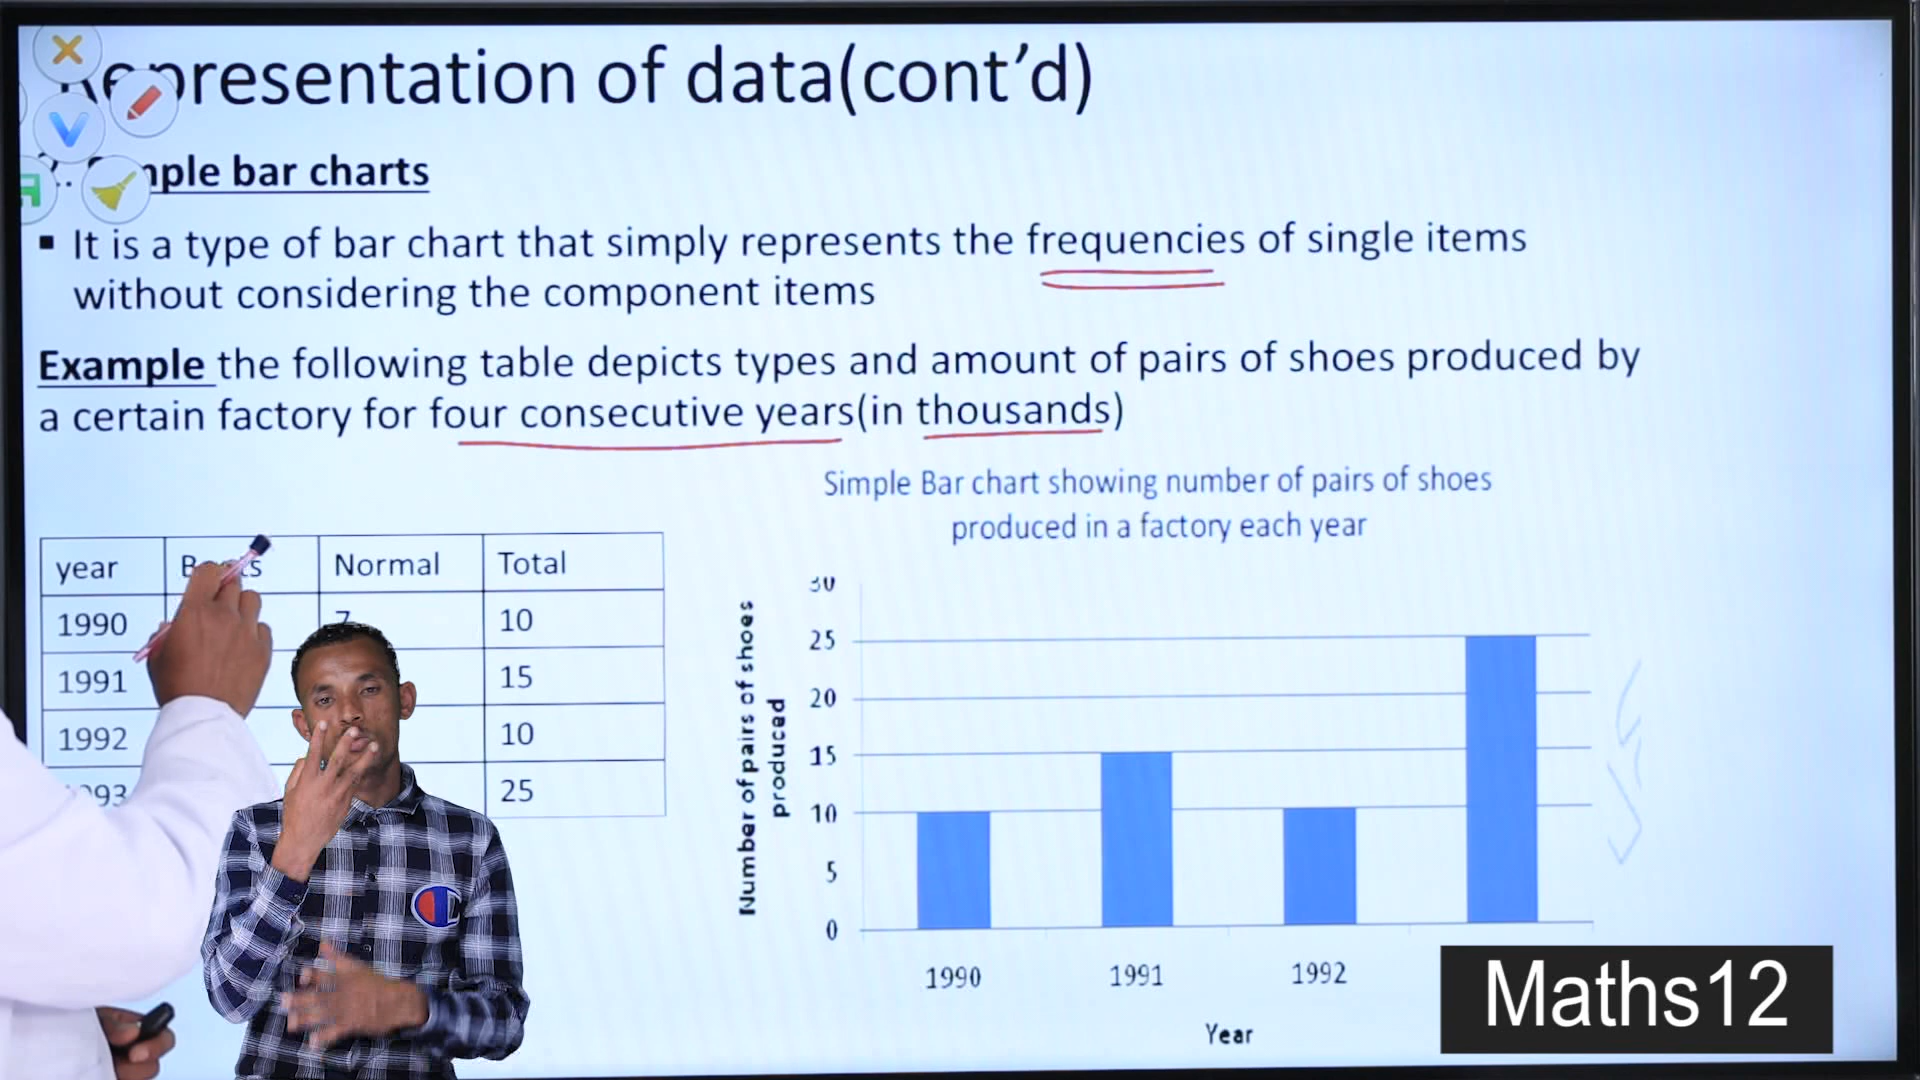 Representation of data(cont’d)
2. Simple bar charts
▪ It is a type of bar chart that simply represents the frequencies of single items
without considering the component items
Example the following table depicts types and amount of pairs of shoes produced by
a certain factory for four consecutive years(in thousands)
Simple Bar chart showing number of pairs of shoes
produced in a factory each year
year Boots Normal Total
1990 7 10
1991 15
1992 10
1993 25
Number of pairs of shoes
produced
30
25
20
15
10
5
0
1990 1991 1992
Year
Maths12